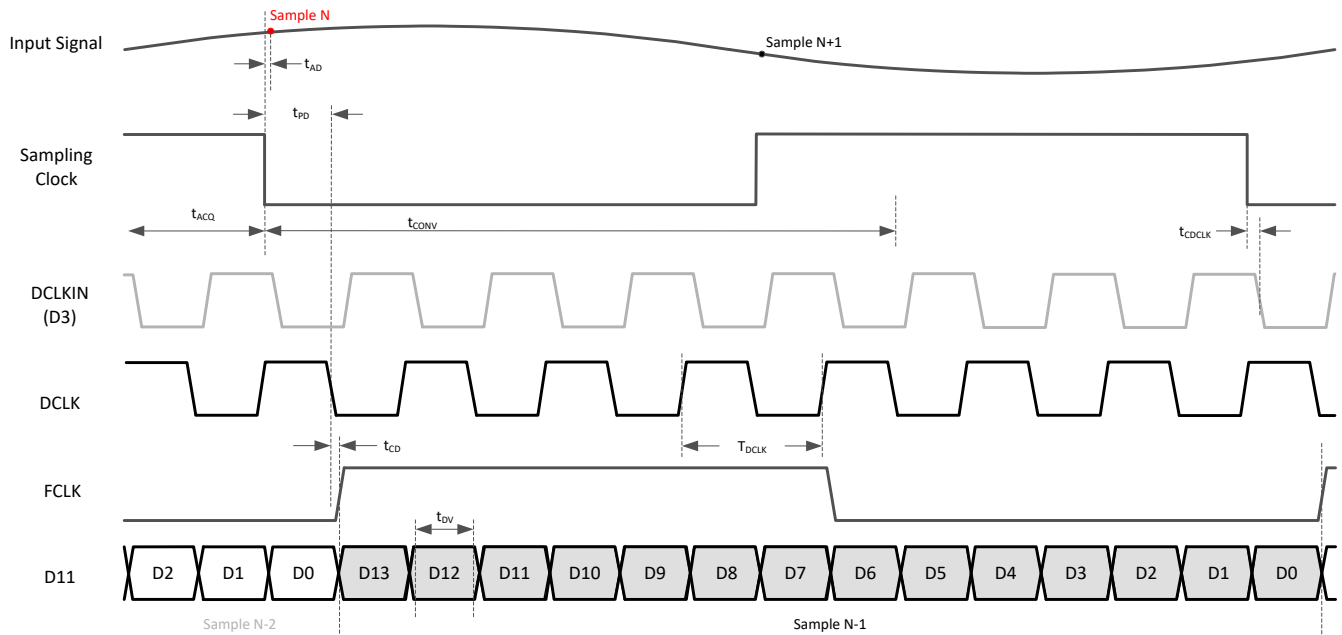 Sample N
Input Signal
Sample N+1
tAD
tPD
Sampling
Clock
tACQ
tCONV
tCDCLK
DCLKIN
(D3)
DCLK
tCD
TDCLK
FCLK
tDV
D11
D2 D1 D0 D13 D12 D11 D10 D9 D8 D7 D6 D5 D4 D3 D2 D1 D0
Sample N-2
Sample N-1